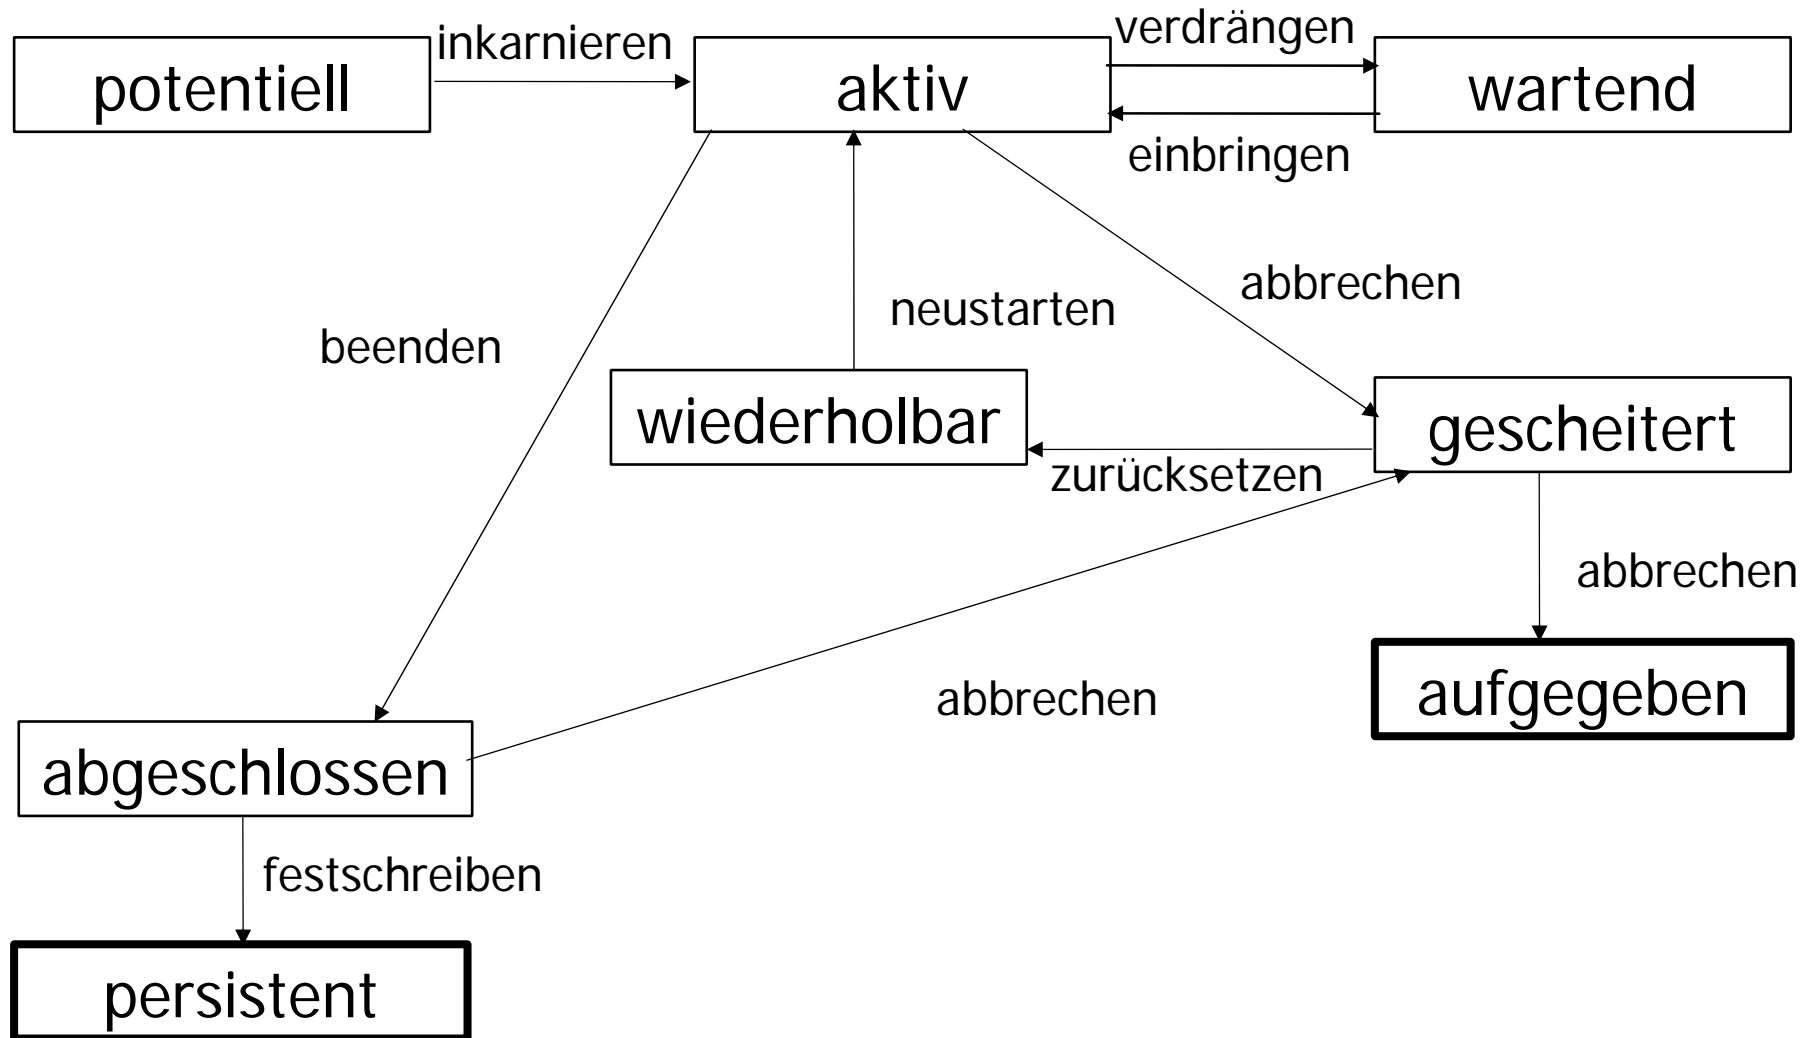 inkarnieren
verdrängen
potentiell
aktiv
wartend
einbringen
abbrechen
neustarten
beenden
wiederholbar
gescheitert
zurücksetzen
abbrechen
abbrechen
aufgegeben
abgeschlossen
festschreiben
persistent